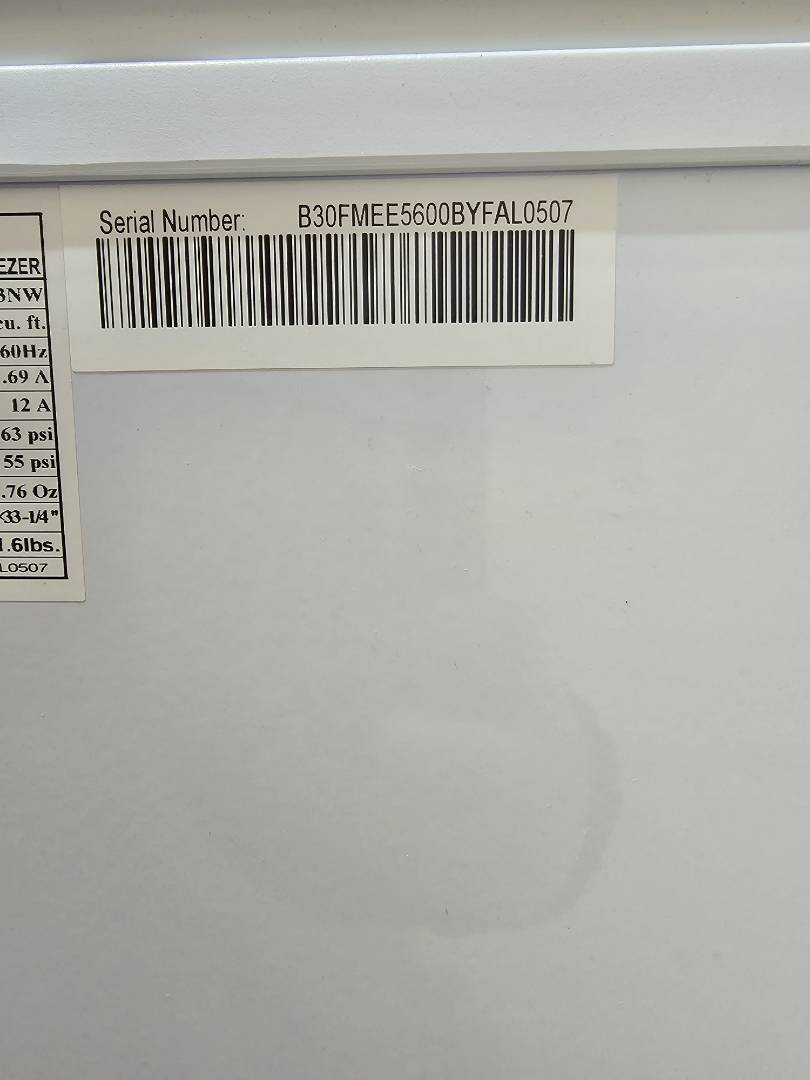 Serial Number: B30FMEE5600BYFAL0507
EZER
3NW
cu. ft.
60Hz
.69 A
12 A
63 psi
55 psi
.76 Oz
33-1/4"
1.6lbs.
L0507